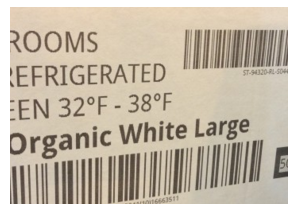 ROOMS
REFRIGERATED
EEN 32°F - 38°F
Organic White Large